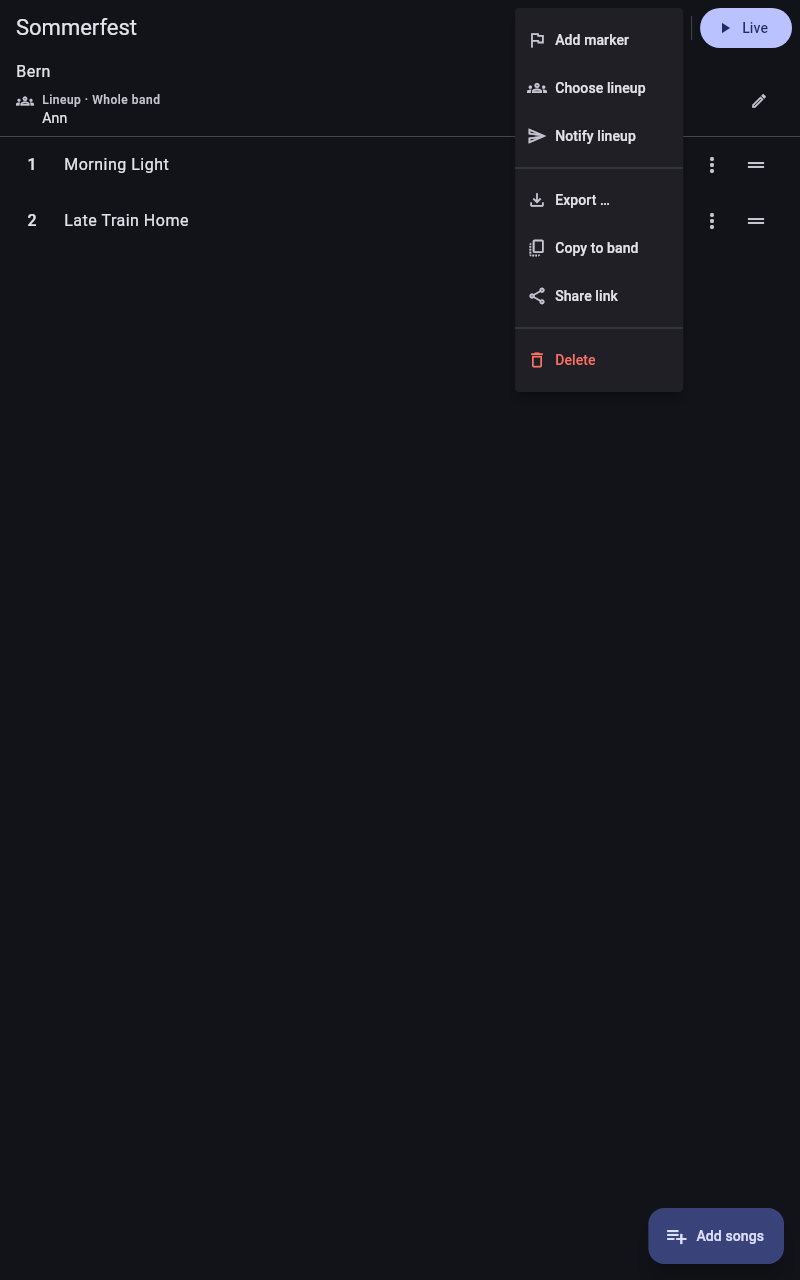 Sommerfest
Live
Bern
Lineup · Whole band
Ann
1 Morning Light
2 Late Train Home
Add marker
Choose lineup
Notify lineup
Export ...
Copy to band
Share link
Delete
Add songs